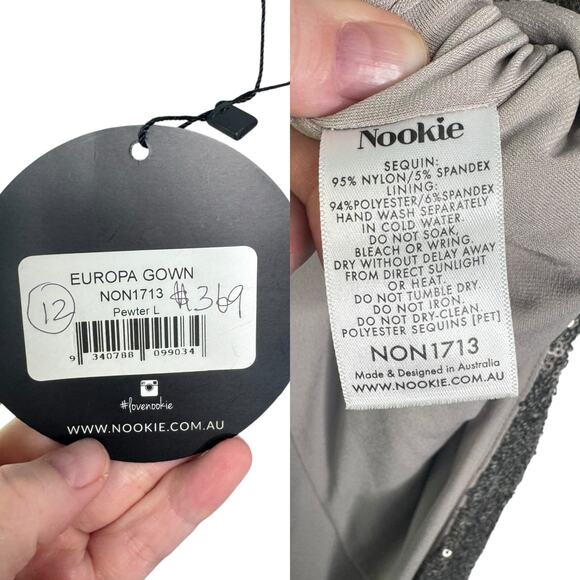 EUROPA GOWN
NON1713 $369
12
Pewter L
9 340788 099034
#lovenookie
WWW.NOOKIE.COM.AU
Nookie
SEQUIN:
95% NYLON/5% SPANDEX
LINING:
94%POLYESTER/6%SPANDEX
HAND WASH SEPARATELY
IN COLD WATER.
DO NOT SOAK,
BLEACH OR WRING.
DRY WITHOUT DELAY AWAY
FROM DIRECT SUNLIGHT
OR HEAT.
DO NOT TUMBLE DRY.
DO NOT IRON.
DO NOT DRY-CLEAN.
POLYESTER SEQUINS [PET]
NON1713
Made & Designed in Australia
WWW.NOOKIE.COM.AU